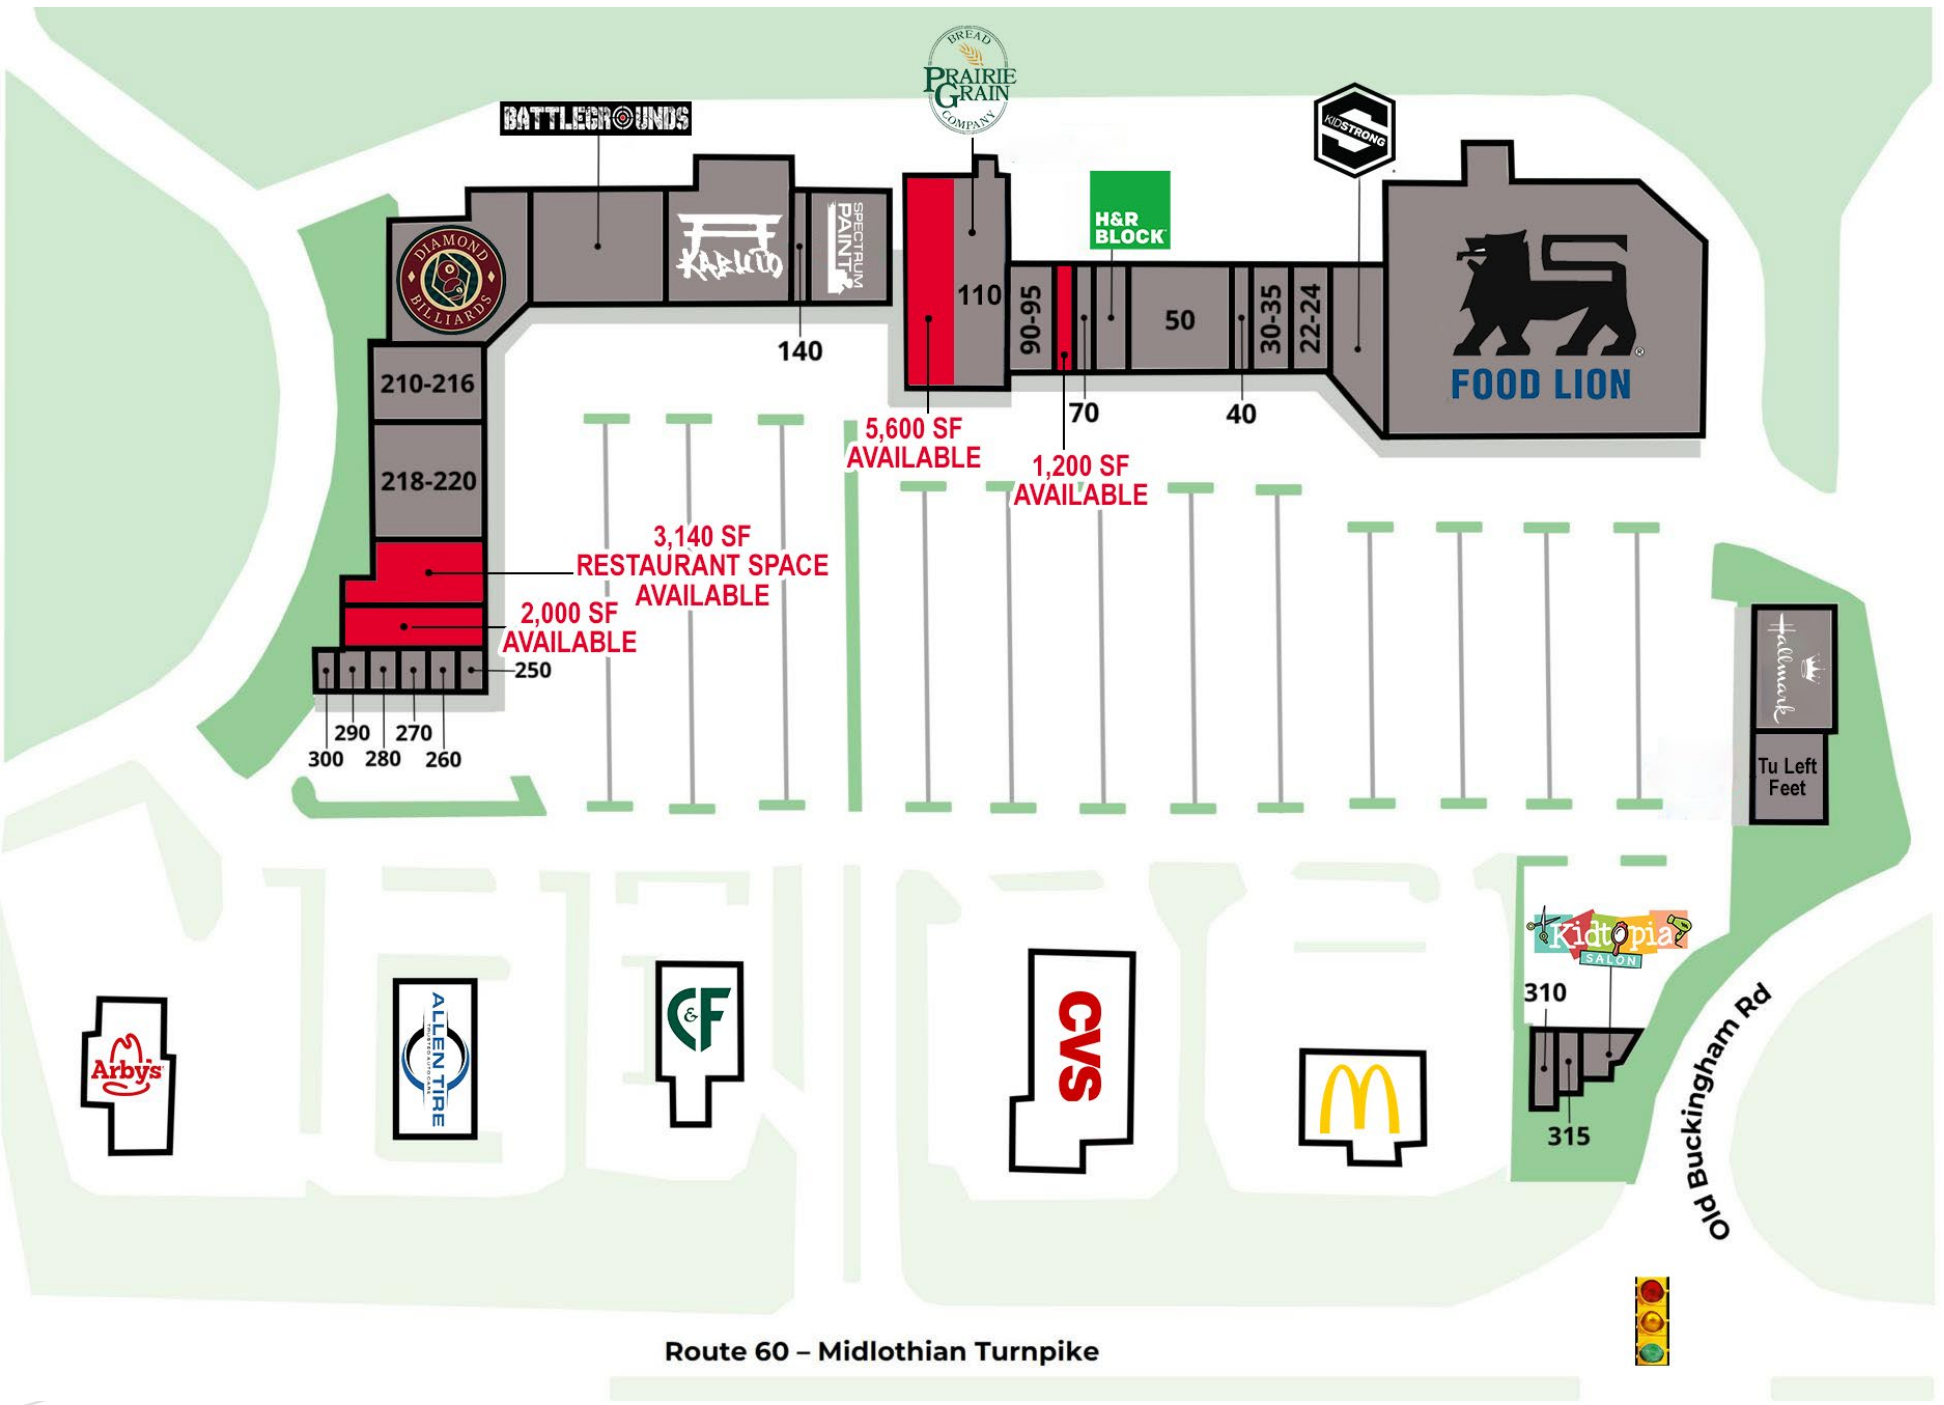 BREAD
PRAIRIE
GRAIN
COMPANY
BATTLEGROUNDS
KIDSTRONG
H&R
BLOCK
DIAMOND
BILLIARDS
KABUTO
SPECTRUM
PAINT
140
110
90-95
50
30-35
22-24
70
40
FOOD LION
®
210-216
218-220
5,600 SF
AVAILABLE
1,200 SF
AVAILABLE
3,140 SF
RESTAURANT SPACE
AVAILABLE
2,000 SF
AVAILABLE
250
290
270
300
280
260
Hallmark
Tu Left
Feet
Kidtopia
SALON
310
315
Arby's
ALLEN TIRE
TRUSTED AUTO CARE
C&F
CVS
Old Buckingham Rd
Route 60 – Midlothian Turnpike